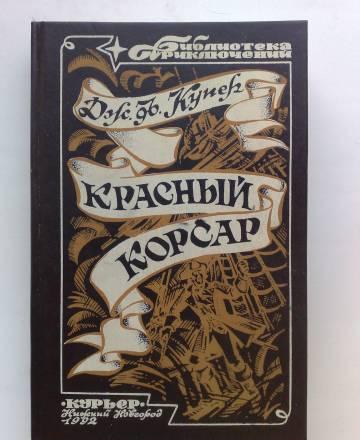 Библиотека
Приключений
Дж. Ф. Купер
КРАСНЫЙ
КОРСАР
·КУРЬЕР·
Нижний Новгород
1992